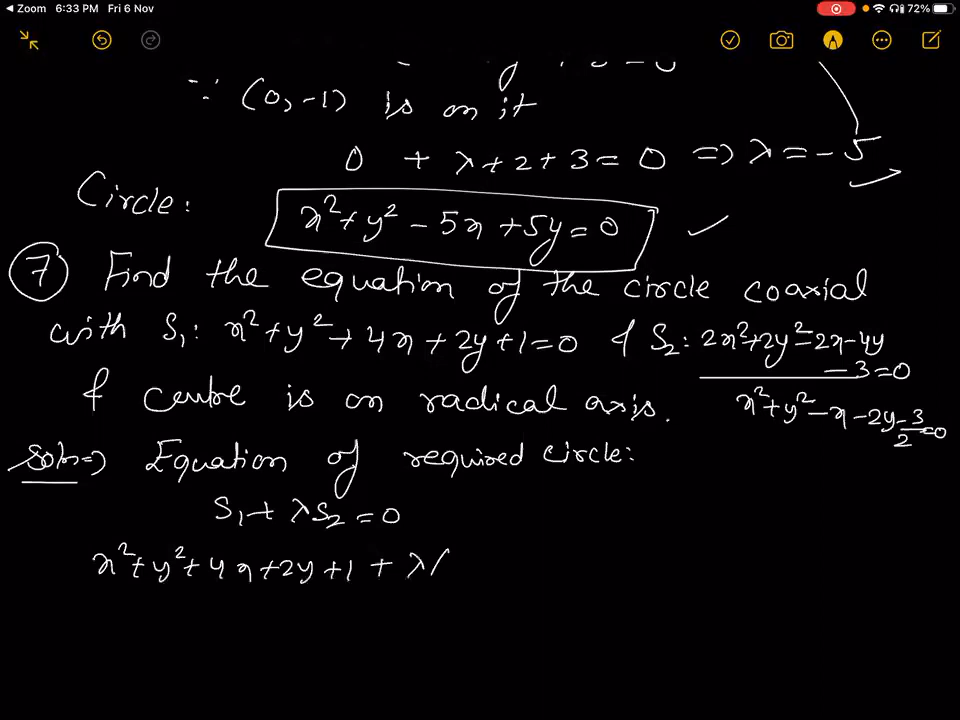 Zoom 6:33 PM Fri 6 Nov 72%
∵ (0, -1) is on it
0 + λ + 2 + 3 = 0 => λ = -5
Circle: x² + y² - 5x + 5y = 0
7 Find the equation of the circle coaxial
with S₁: x² + y² + 4x + 2y + 1 = 0 & S₂: 2x² + 2y² - 2x - 4y
- 3 = 0
& centre is on radical axis.
x² + y² - x - 2y - 3/2 = 0
Soln => Equation of required circle:
S₁ + λS₂ = 0
x² + y² + 4x + 2y + 1 + λ(